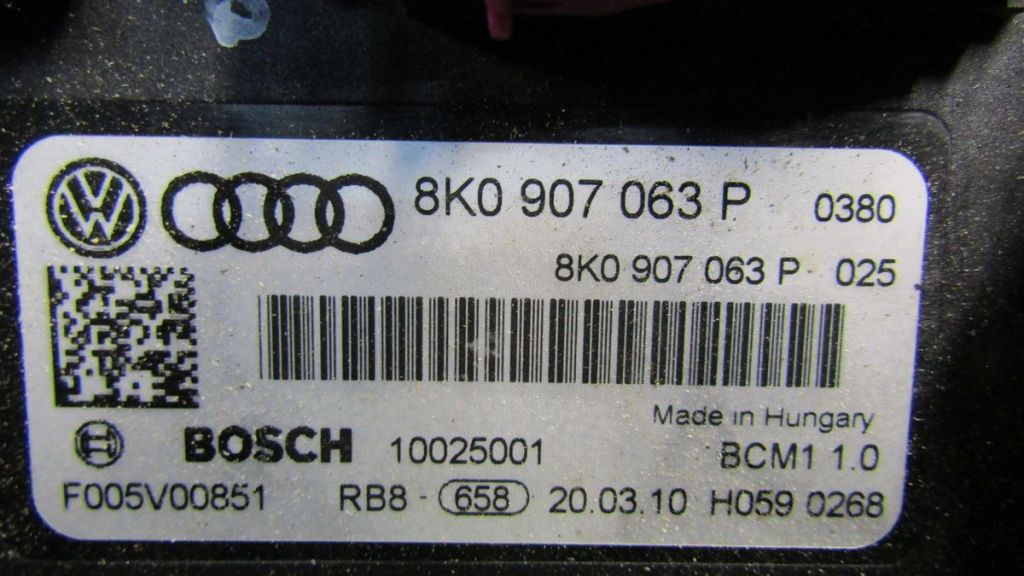 8K0 907 063 P 0380
8K0 907 063 P 025
Made in Hungary
BOSCH 10025001 BCM1 1.0
F005V00851 RB8 - 658 20.03.10 H059 0268